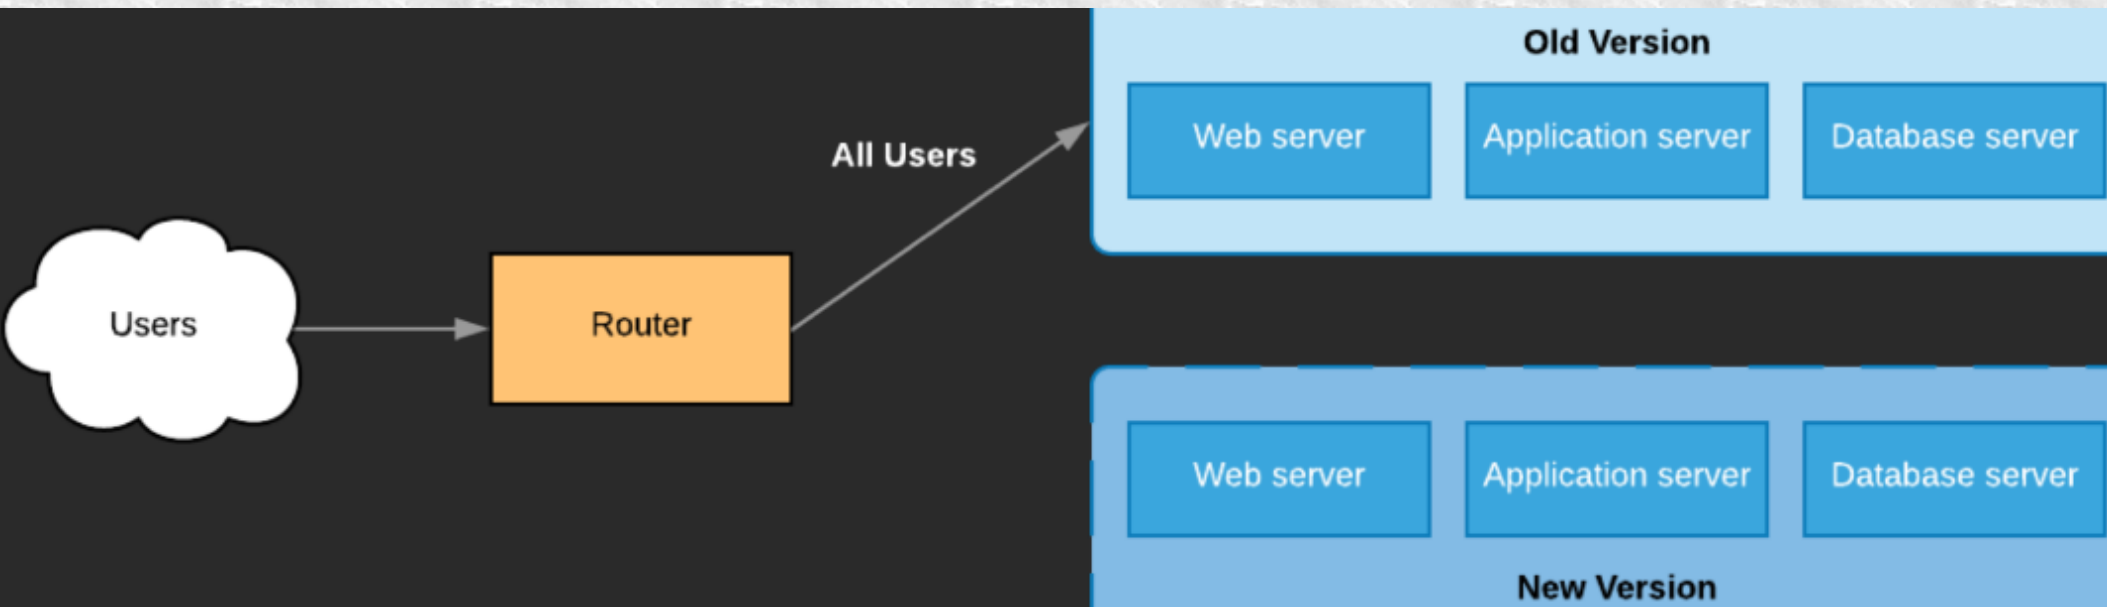 Old Version
Web server
Application server
Database server
All Users
Users
Router
Web server
Application server
Database server
New Version